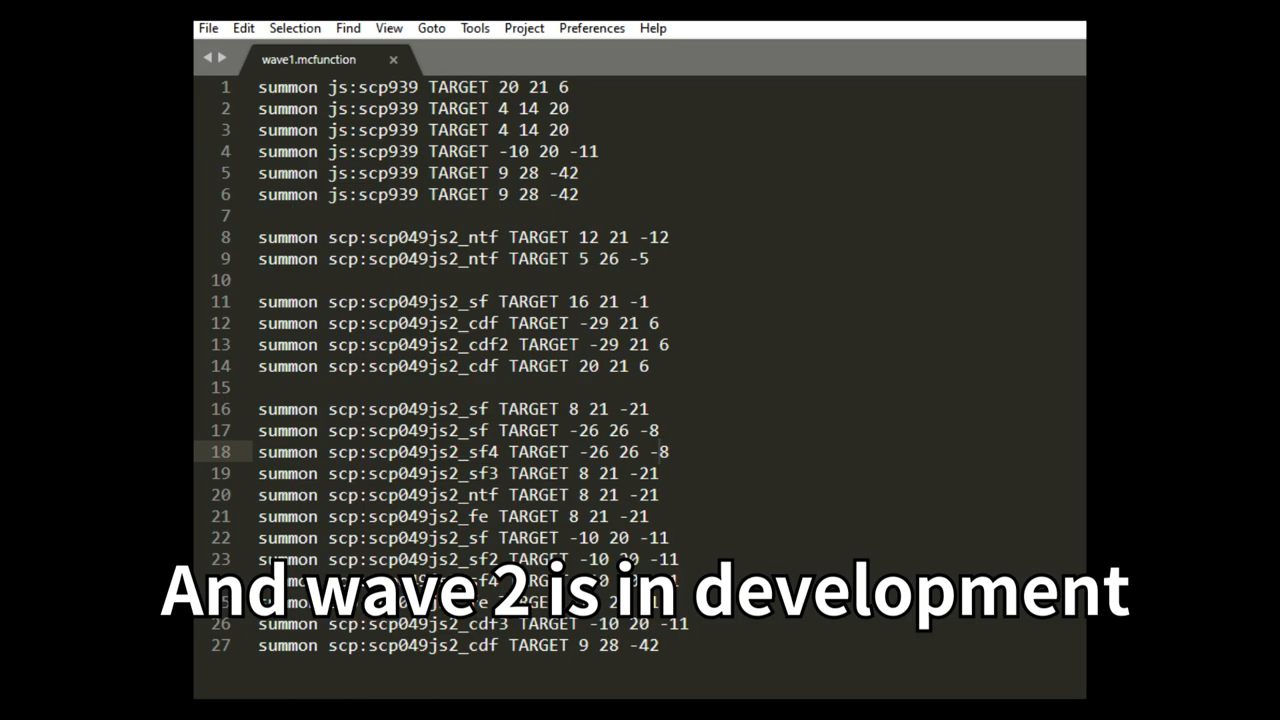 File Edit Selection Find View Goto Tools Project Preferences Help
wave1.mcfunction ×
1 summon js:scp939 TARGET 20 21 6
2 summon js:scp939 TARGET 4 14 20
3 summon js:scp939 TARGET 4 14 20
4 summon js:scp939 TARGET -10 20 -11
5 summon js:scp939 TARGET 9 28 -42
6 summon js:scp939 TARGET 9 28 -42
7
8 summon scp:scp049js2_ntf TARGET 12 21 -12
9 summon scp:scp049js2_ntf TARGET 5 26 -5
10
11 summon scp:scp049js2_sf TARGET 16 21 -1
12 summon scp:scp049js2_cdf TARGET -29 21 6
13 summon scp:scp049js2_cdf2 TARGET -29 21 6
14 summon scp:scp049js2_cdf TARGET 20 21 6
15
16 summon scp:scp049js2_sf TARGET 8 21 -21
17 summon scp:scp049js2_sf TARGET -26 26 -8
18 summon scp:scp049js2_sf4 TARGET -26 26 -8
19 summon scp:scp049js2_sf3 TARGET 8 21 -21
20 summon scp:scp049js2_ntf TARGET 8 21 -21
21 summon scp:scp049js2_fe TARGET 8 21 -21
22 summon scp:scp049js2_sf TARGET -10 20 -11
23 summon scp:scp049js2_sf2 TARGET -10 20 -11
And wave 2 is in development
26 summon scp:scp049js2_cdf3 TARGET -10 20 -11
27 summon scp:scp049js2_cdf TARGET 9 28 -42